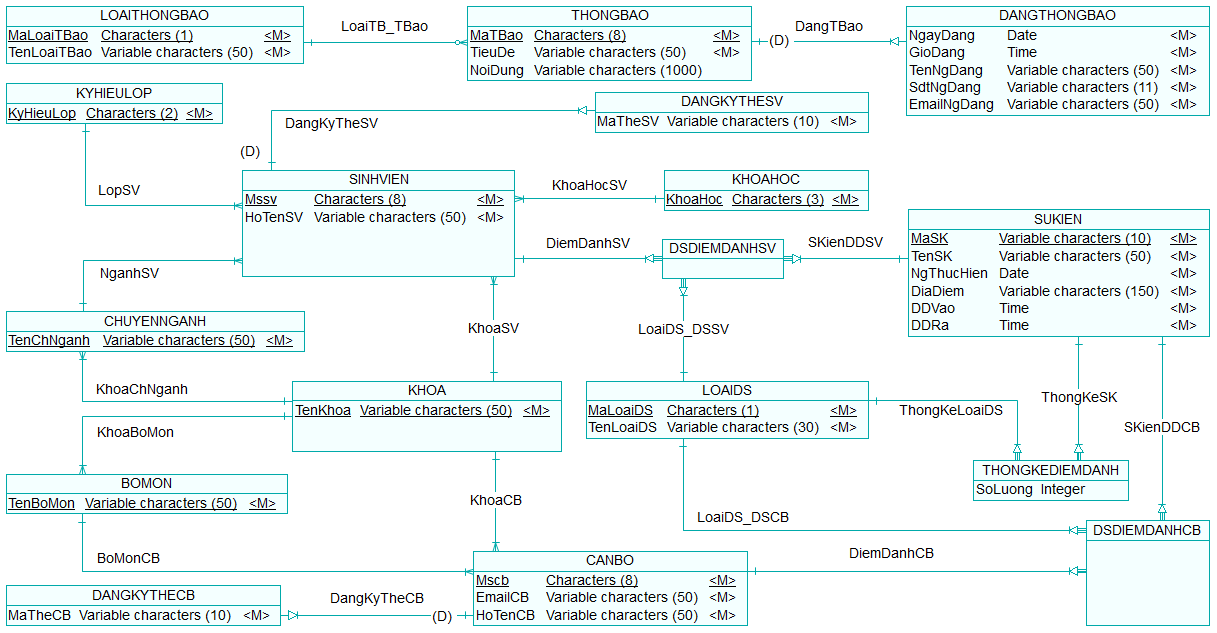 LOAITHONGBAO
MaLoaiTBao Characters (1) <M>
TenLoaiTBao Variable characters (50) <M>
LoaiTB_TBao
THONGBAO
MaTBao Characters (8) <M>
TieuDe Variable characters (50) <M>
NoiDung Variable characters (1000)
(D)
DangTBao
DANGTHONGBAO
NgayDang Date <M>
GioDang Time <M>
TenNgDang Variable characters (50) <M>
SdtNgDang Variable characters (11) <M>
EmailNgDang Variable characters (50) <M>
KYHIEULOP
KyHieuLop Characters (2) <M>
DANGKYTHESV
MaTheSV Variable characters (10) <M>
DangKyTheSV
(D)
LopSV
SINHVIEN
Mssv Characters (8) <M>
HoTenSV Variable characters (50) <M>
KhoaHocSV
KHOAHOC
KhoaHoc Characters (3) <M>
DiemDanhSV
DSDIEMDANHSV
SKienDDSV
SUKIEN
MaSK Variable characters (10) <M>
TenSK Variable characters (50) <M>
NgThucHien Date <M>
DiaDiem Variable characters (150) <M>
DDVao Time <M>
DDRa Time <M>
NganhSV
CHUYENNGANH
TenChNganh Variable characters (50) <M>
KhoaSV
LoaiDS_DSSV
KhoaChNganh
KHOA
TenKhoa Variable characters (50) <M>
LOAIDS
MaLoaiDS Characters (1) <M>
TenLoaiDS Variable characters (30) <M>
ThongKeLoaiDS
ThongKeSK
SKienDDCB
KhoaBoMon
THONGKEDIEMDANH
SoLuong Integer
BOMON
TenBoMon Variable characters (50) <M>
KhoaCB
LoaiDS_DSCB
DSDIEMDANHCB
BoMonCB
CANBO
Mscb Characters (8) <M>
EmailCB Variable characters (50) <M>
HoTenCB Variable characters (50) <M>
DiemDanhCB
DANGKYTHECB
MaTheCB Variable characters (10) <M>
DangKyTheCB
(D)